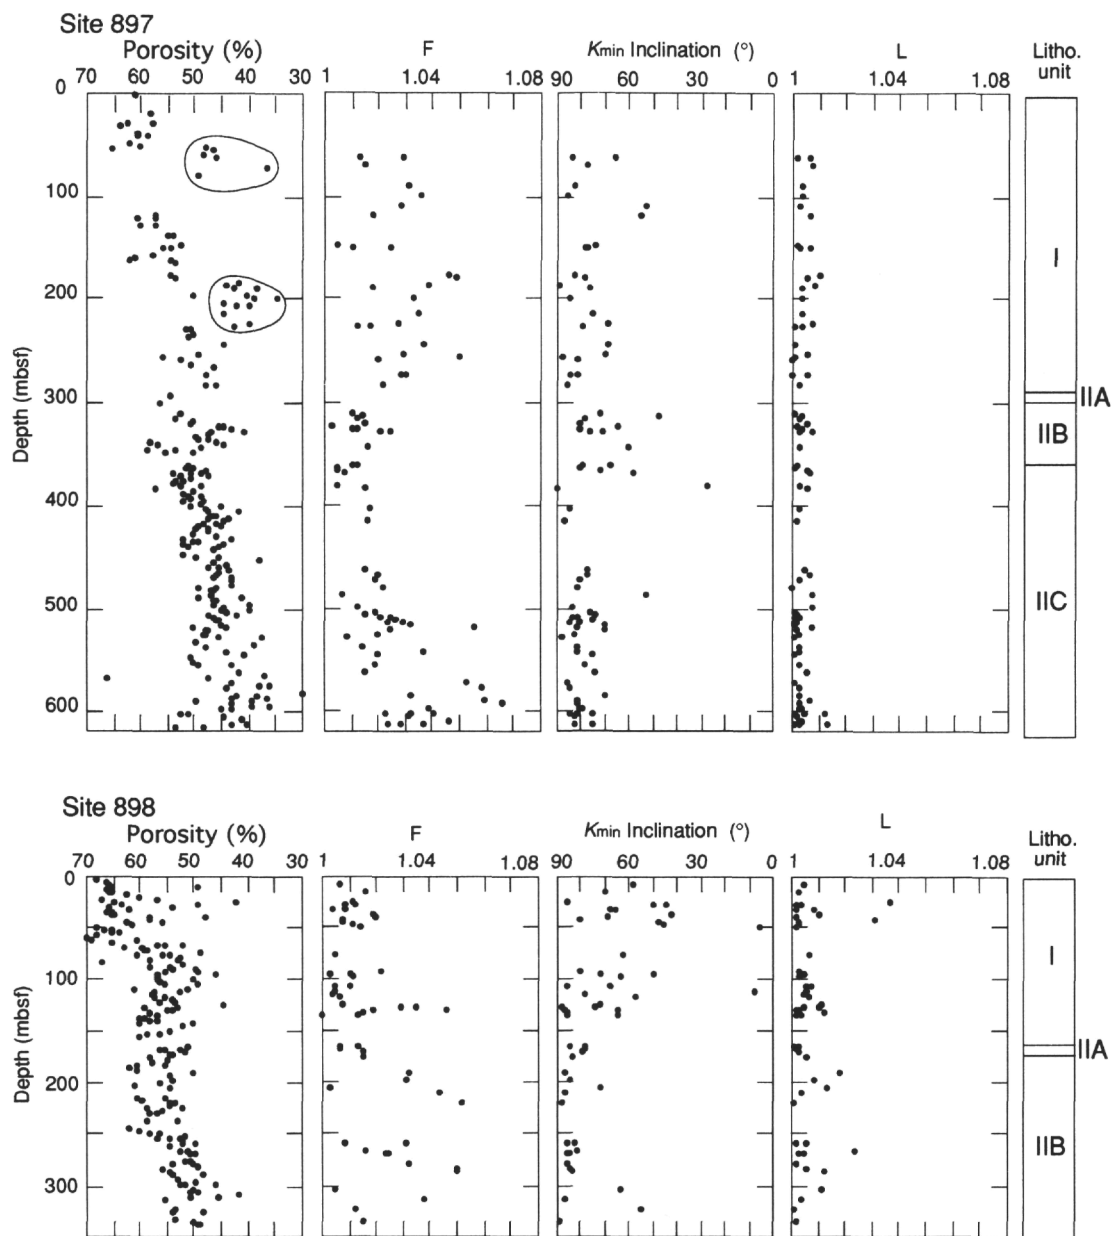 Site 897
Porosity (%) F Kmin Inclination (°) L Litho. unit
70 60 50 40 30 1 1.04 1.08 90 60 30 0 1 1.04 1.08
0
100
200
300
400
500
600
Depth (mbsf)
I
IIA
IIB
IIC
Site 898
Porosity (%) F Kmin Inclination (°) L Litho. unit
70 60 50 40 30 1 1.04 1.08 90 60 30 0 1 1.04 1.08
0
100
200
300
Depth (mbsf)
I
IIA
IIB